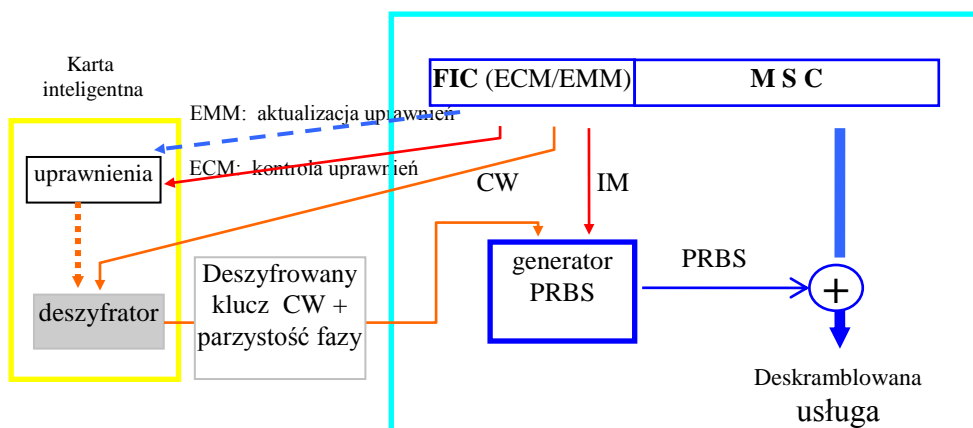 Karta
inteligentna
FIC (ECM/EMM)
M S C
EMM: aktualizacja uprawnień
uprawnienia
ECM: kontrola uprawnień
CW
IM
deszyfrator
Deszyfrowany
klucz CW +
parzystość fazy
generator
PRBS
PRBS
+
Deskramblowana
usługa